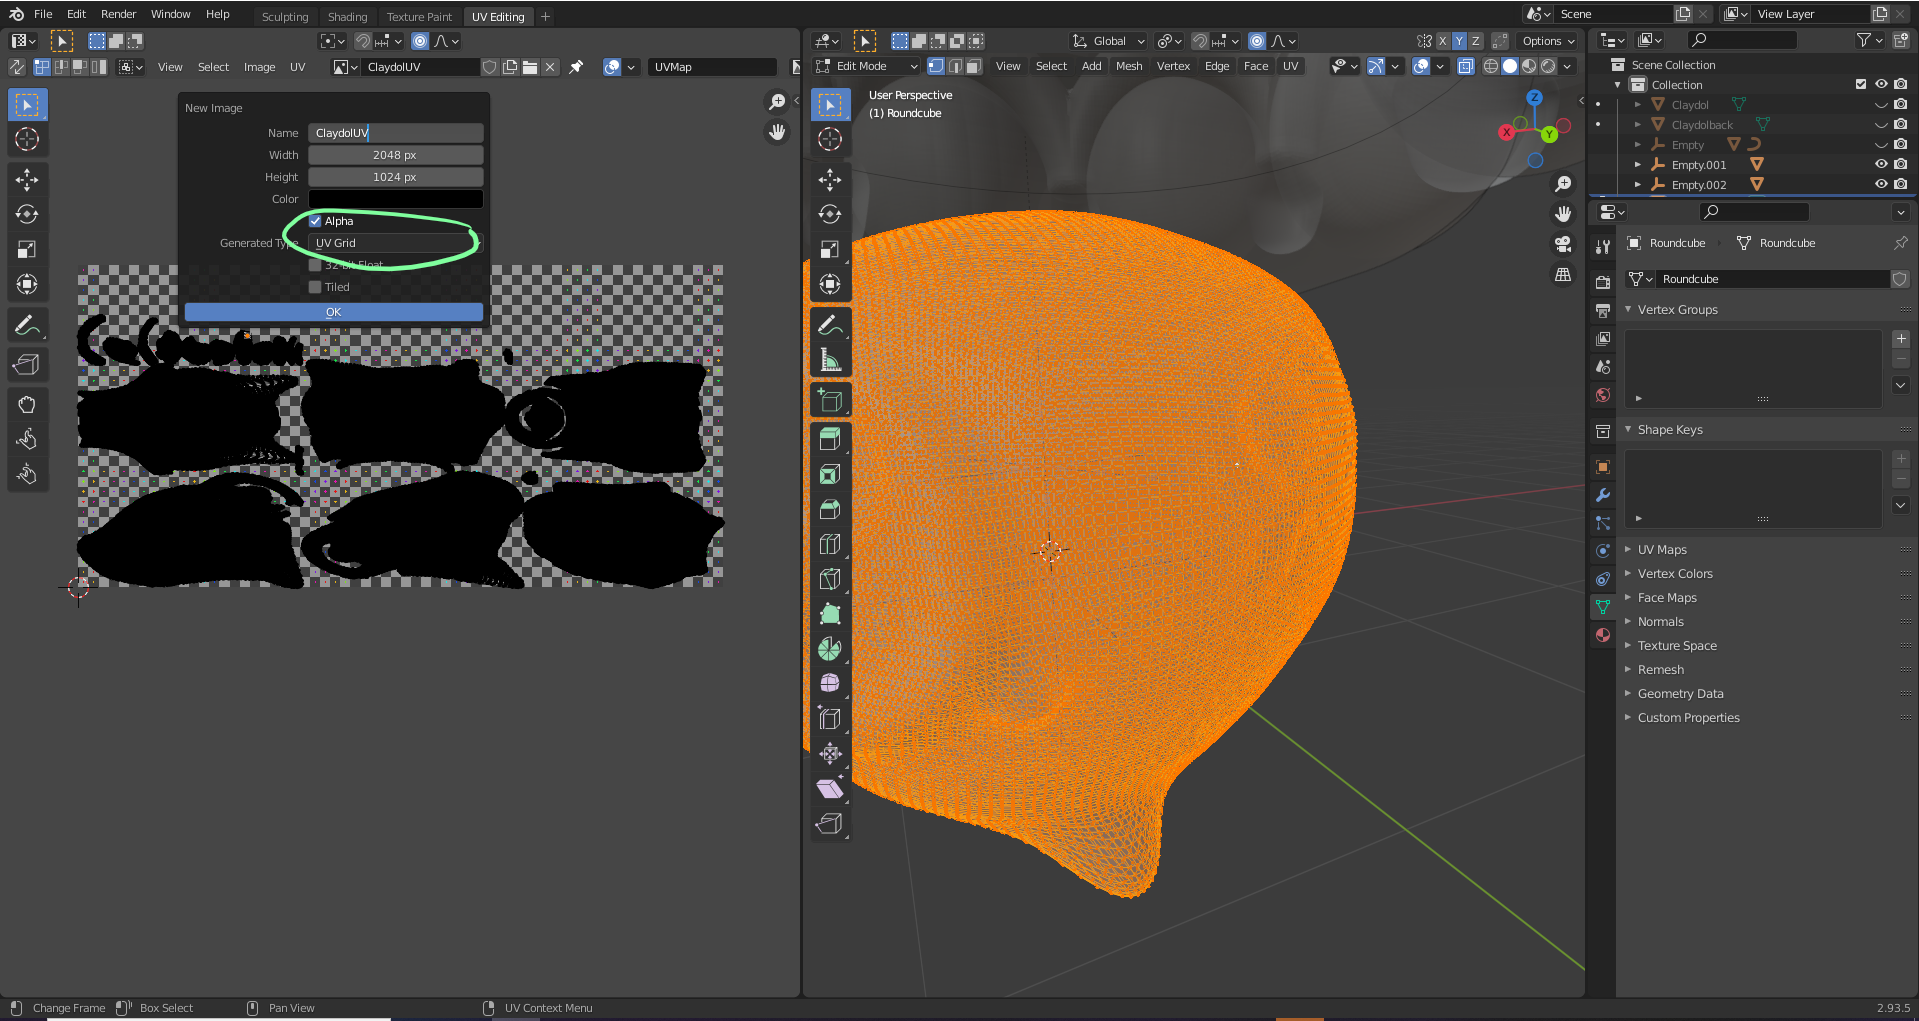 File Edit Render Window Help Sculpting Shading Texture Paint UV Editing + Scene View Layer
Global X Y Z Options
View Select Image UV ClaydolUV UVMap
Edit Mode View Select Add Mesh Vertex Edge Face UV
New Image
Name ClaydolUV
Width 2048 px
Height 1024 px
Color
Alpha
Generated Type UV Grid
32-bit Float
Tiled
OK
User Perspective
(1) Roundcube
Z
X
Y
Scene Collection
Collection
Claydol
Claydolback
Empty
Empty.001
Empty.002
Roundcube Roundcube
Roundcube
Vertex Groups
Shape Keys
UV Maps
Vertex Colors
Face Maps
Normals
Texture Space
Remesh
Geometry Data
Custom Properties
Change Frame Box Select Pan View UV Context Menu 2.93.5